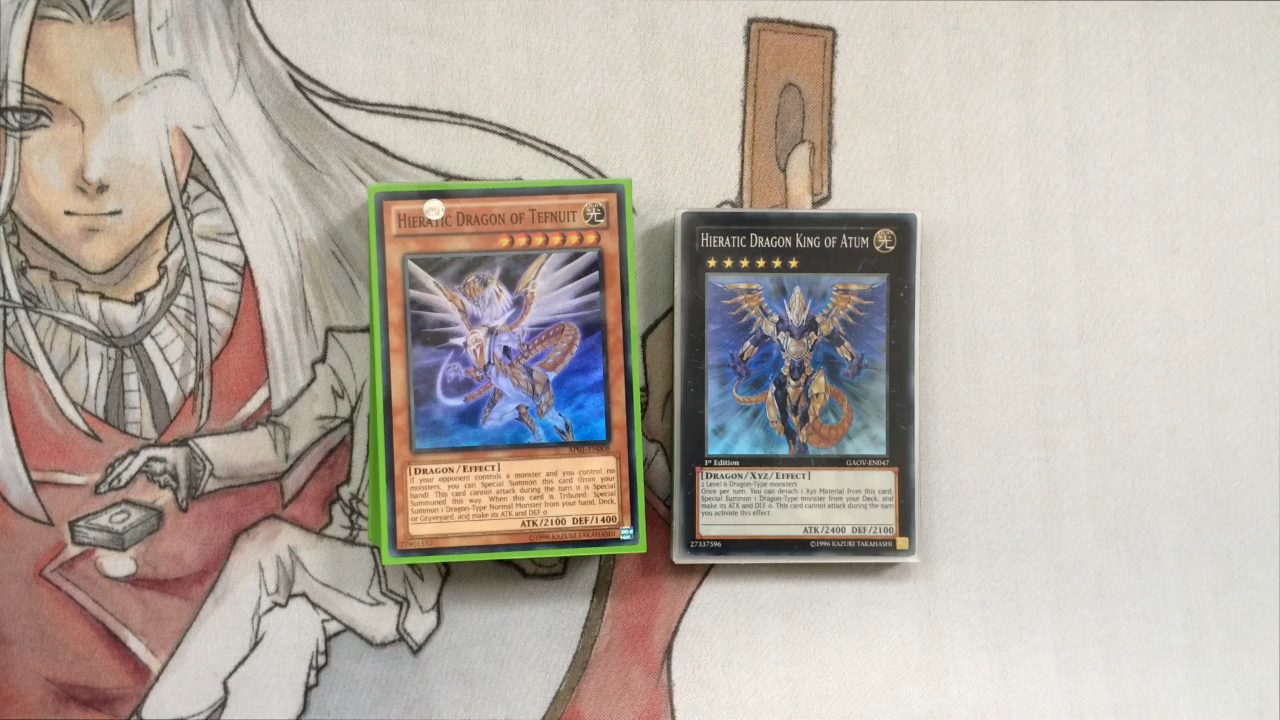 HIERATIC DRAGON OF TEFNUIT
光
[DRAGON/EFFECT]
If your opponent controls a monster and you control no
monsters, you can Special Summon this card (from your
hand). This card cannot attack during the turn it is Special
Summoned this way. When this card is Tributed: Special
Summon 1 Dragon-Type Normal Monster from your hand, Deck,
or Graveyard, and make its ATK and DEF 0.
ATK/2100 DEF/1400
77901552
©1996 KAZUKI TAKAHASHI
HIERATIC DRAGON KING OF ATUM
光
1st Edition
GAOV-EN047
[DRAGON/XYZ/EFFECT]
2 Level 6 Dragon-Type monsters
Once per turn: You can detach 1 Xyz Material from this card;
Special Summon 1 Dragon-Type monster from your Deck, and
make its ATK and DEF 0. This card cannot attack during the turn
you activate this effect.
ATK/2400 DEF/2100
27337596
©1996 KAZUKI TAKAHASHI